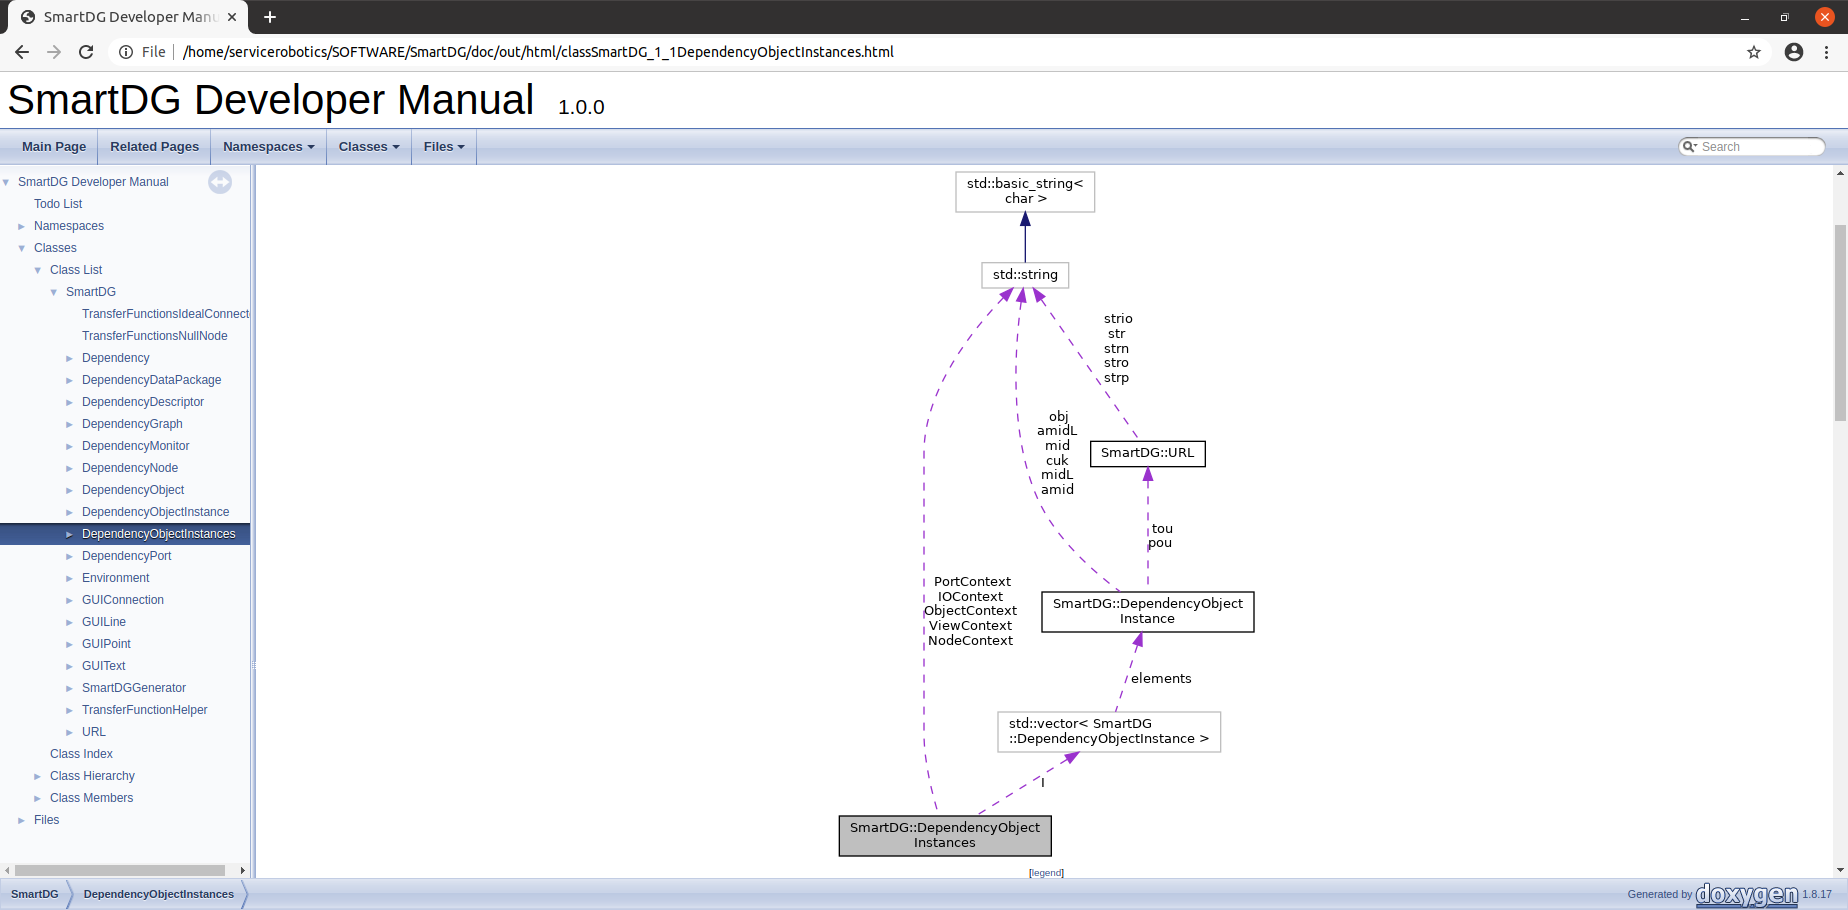 SmartDG Developer Manu
File
/home/servicerobotics/SOFTWARE/SmartDG/doc/out/html/classSmartDG_1_1DependencyObjectInstances.html
SmartDG Developer Manual 1.0.0
Main Page
Related Pages
Namespaces
Classes
Files
Search
SmartDG Developer Manual
Todo List
Namespaces
Classes
Class List
SmartDG
TransferFunctionsIdealConnect
TransferFunctionsNullNode
Dependency
DependencyDataPackage
DependencyDescriptor
DependencyGraph
DependencyMonitor
DependencyNode
DependencyObject
DependencyObjectInstance
DependencyObjectInstances
DependencyPort
Environment
GUIConnection
GUILine
GUIPoint
GUIText
SmartDGGenerator
TransferFunctionHelper
URL
Class Index
Class Hierarchy
Class Members
Files
std::basic_string<
char >
std::string
strio
str
strn
stro
strp
obj
amidL
mid
cuk
midL
amid
SmartDG::URL
tou
pou
PortContext
IOContext
ObjectContext
ViewContext
NodeContext
SmartDG::DependencyObject
Instance
elements
std::vector< SmartDG
::DependencyObjectInstance >
I
SmartDG::DependencyObject
Instances
[legend]
SmartDG
DependencyObjectInstances
Generated by doxygen 1.8.17